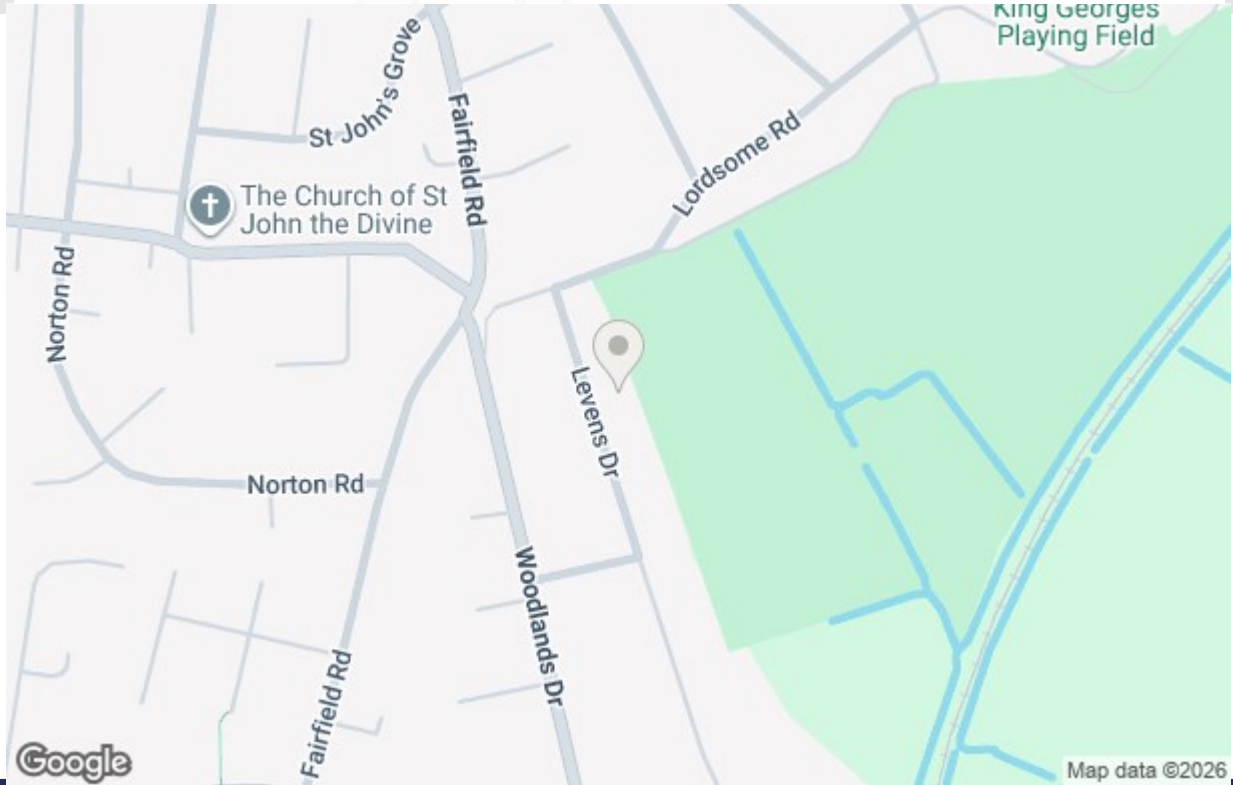 King Georges
Playing Field
St John's Grove
Fairfield Rd
Lordsome Rd
The Church of St
John the Divine
Norton Rd
Levens Dr
Norton Rd
Woodlands Dr
Fairfield Rd
Google
Map data ©2026